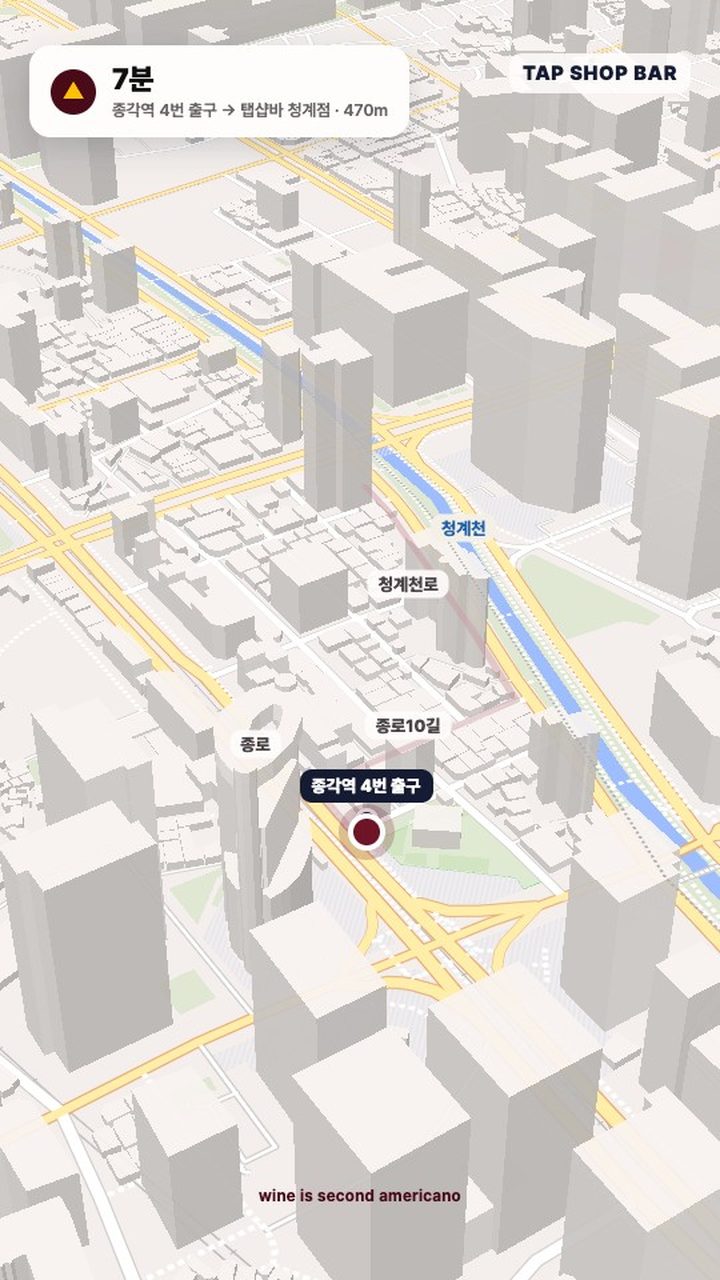 7분
종각역 4번 출구 → 탭샵바 청계점 · 470m
TAP SHOP BAR
청계천
청계천로
종로10길
종로
종각역 4번 출구
wine is second americano